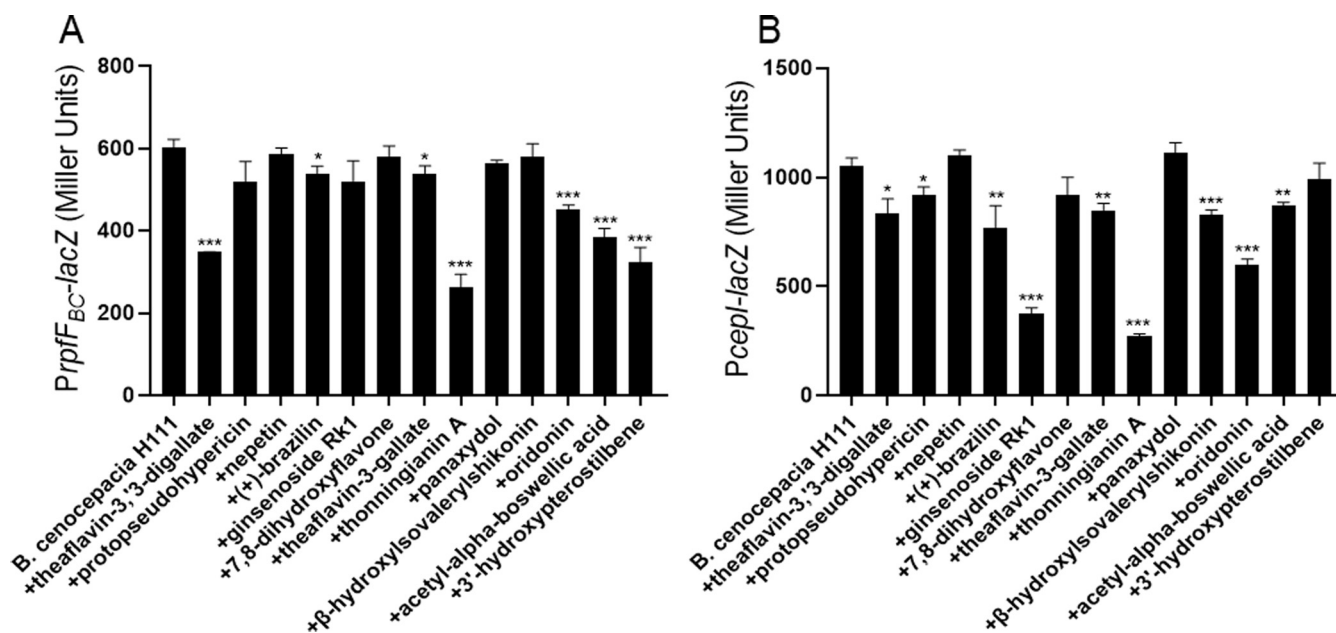 A
PrpfFBC-lacZ (Miller Units)
800
600
400
200
0
*
*
***
***
***
***
***
B. cenocepacia H111
+theaflavin-3,'3-digallate
+protopseudohypericin
+nepetin
+(+)-brazilin
+ginsenoside Rk1
+7,8-dihydroxyflavone
+theaflavin-3-gallate
+thonningianin A
+panaxydol
+β-hydroxylsovalerylshikonin
+oridonin
+acetyl-alpha-boswellic acid
+3'-hydroxypterostilbene
B
PcepI-lacZ (Miller Units)
1500
1000
500
0
*
*
**
***
**
***
***
***
**
B. cenocepacia H111
+theaflavin-3,'3-digallate
+protopseudohypericin
+nepetin
+(+)-brazilin
+ginsenoside Rk1
+7,8-dihydroxyflavone
+theaflavin-3-gallate
+thonningianin A
+panaxydol
+β-hydroxylsovalerylshikonin
+oridonin
+acetyl-alpha-boswellic acid
+3'-hydroxypterostilbene